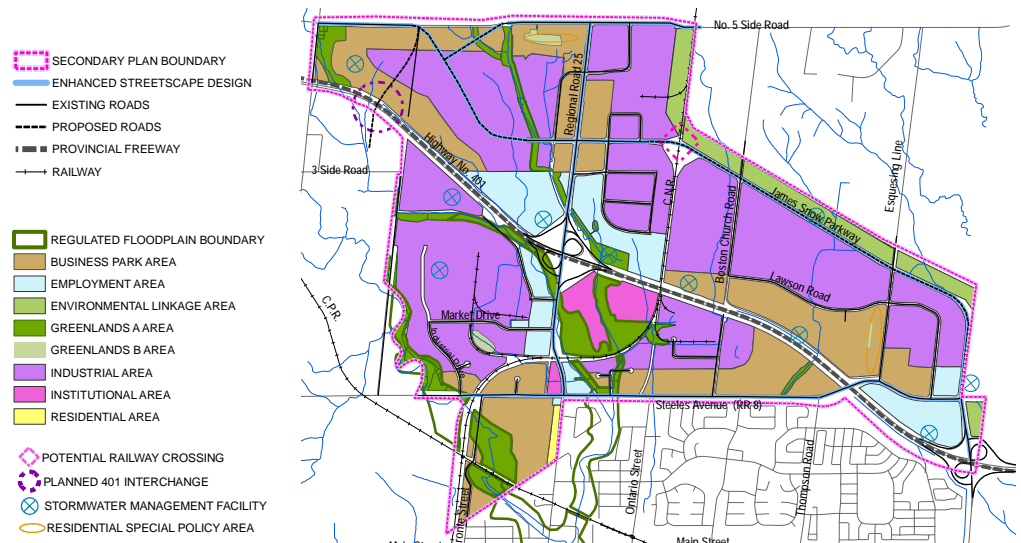 SECONDARY PLAN BOUNDARY
ENHANCED STREETSCAPE DESIGN
EXISTING ROADS
PROPOSED ROADS
PROVINCIAL FREEWAY
RAILWAY
REGULATED FLOODPLAIN BOUNDARY
BUSINESS PARK AREA
EMPLOYMENT AREA
ENVIRONMENTAL LINKAGE AREA
GREENLANDS A AREA
GREENLANDS B AREA
INDUSTRIAL AREA
INSTITUTIONAL AREA
RESIDENTIAL AREA
POTENTIAL RAILWAY CROSSING
PLANNED 401 INTERCHANGE
STORMWATER MANAGEMENT FACILITY
RESIDENTIAL SPECIAL POLICY AREA
No. 5 Side Road
Regional Road 25
Highway No. 401
3 Side Road
C.N.R.
Boston Church Road
James Snow Parkway
Esquesing Line
Lawson Road
C.P.R.
Market Drive
Industrial Drive
Steeles Avenue (RR 8)
Ontario Street
Thompson Road
Street
Main Street